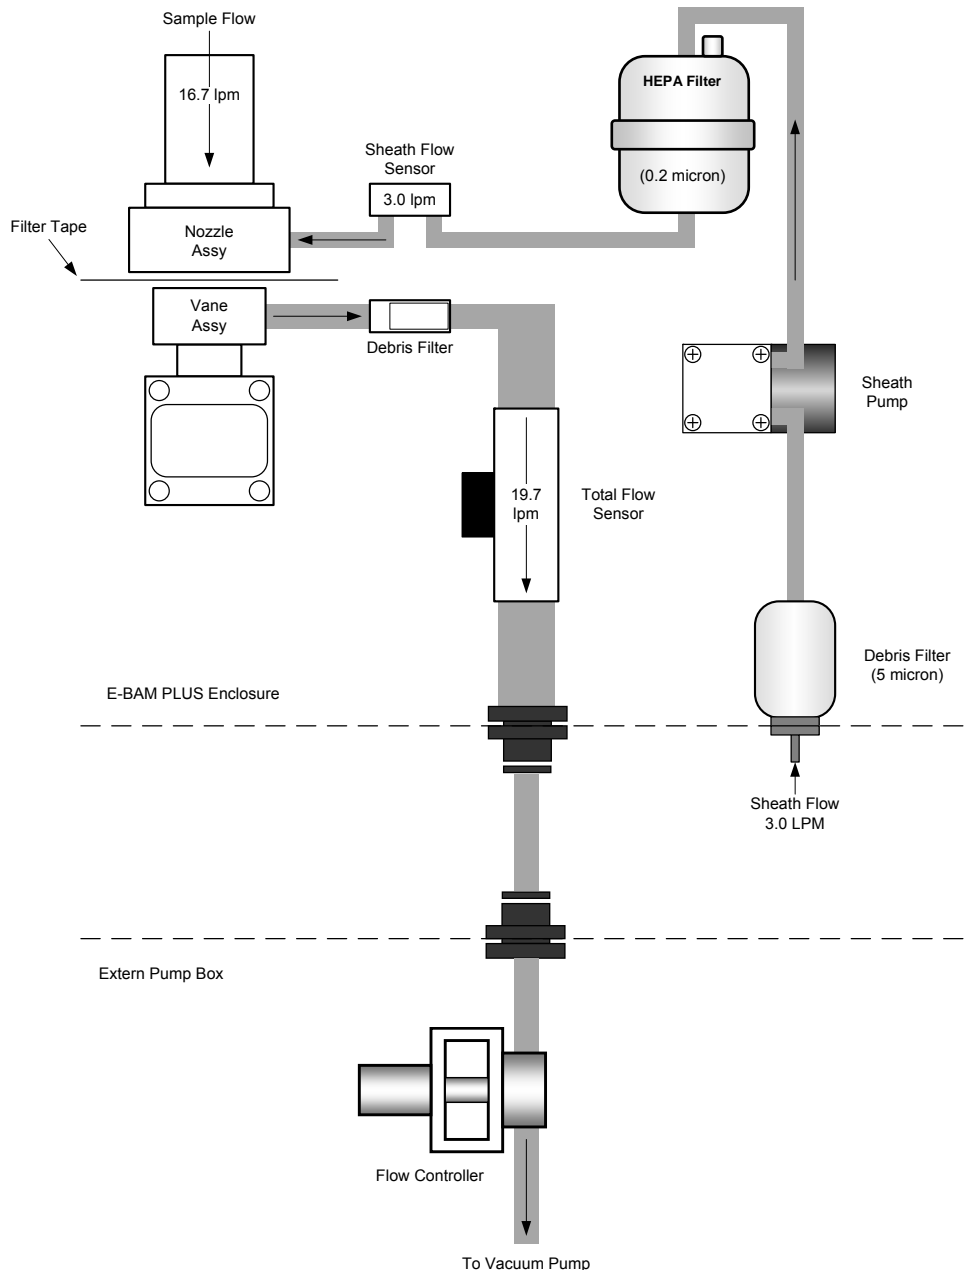 Sample Flow
16.7 lpm
HEPA Filter
(0.2 micron)
Sheath Flow
Sensor
3.0 lpm
Filter Tape
Nozzle
Assy
Vane
Assy
Debris Filter
Sheath
Pump
19.7
lpm
Total Flow
Sensor
Debris Filter
(5 micron)
E-BAM PLUS Enclosure
Sheath Flow
3.0 LPM
Extern Pump Box
Flow Controller
To Vacuum Pump